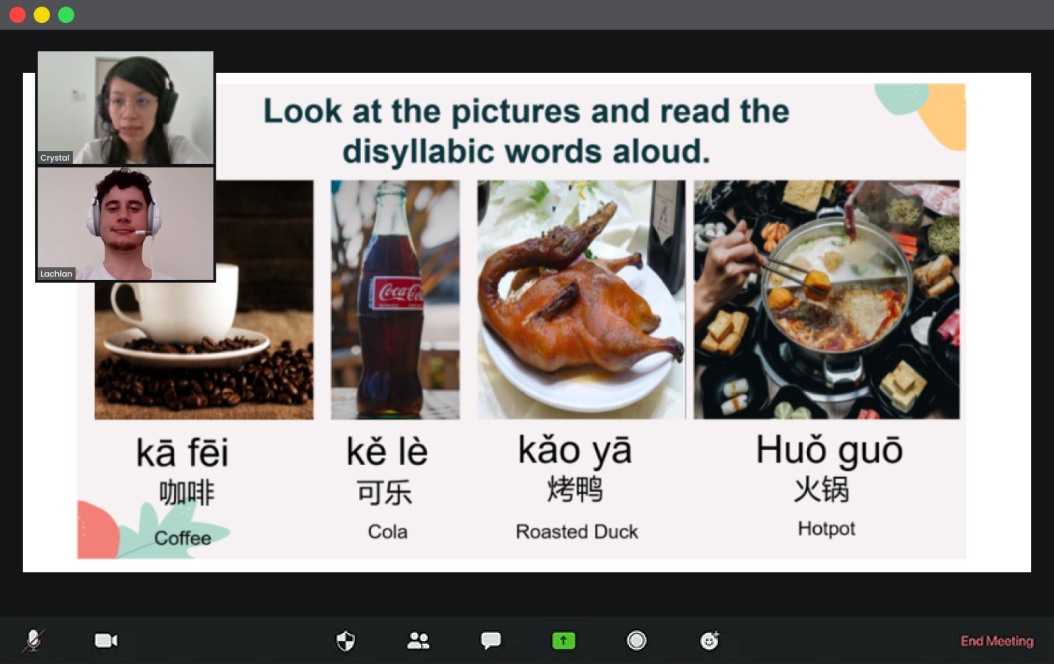 Crystal
Lachlan
Look at the pictures and read the
disyllabic words aloud.
Coca-Co
kā fēi
kě lè
kǎo yā
Huǒ guō
咖啡
可乐
烤鸭
火锅
Coffee
Cola
Roasted Duck
Hotpot
End Meeting